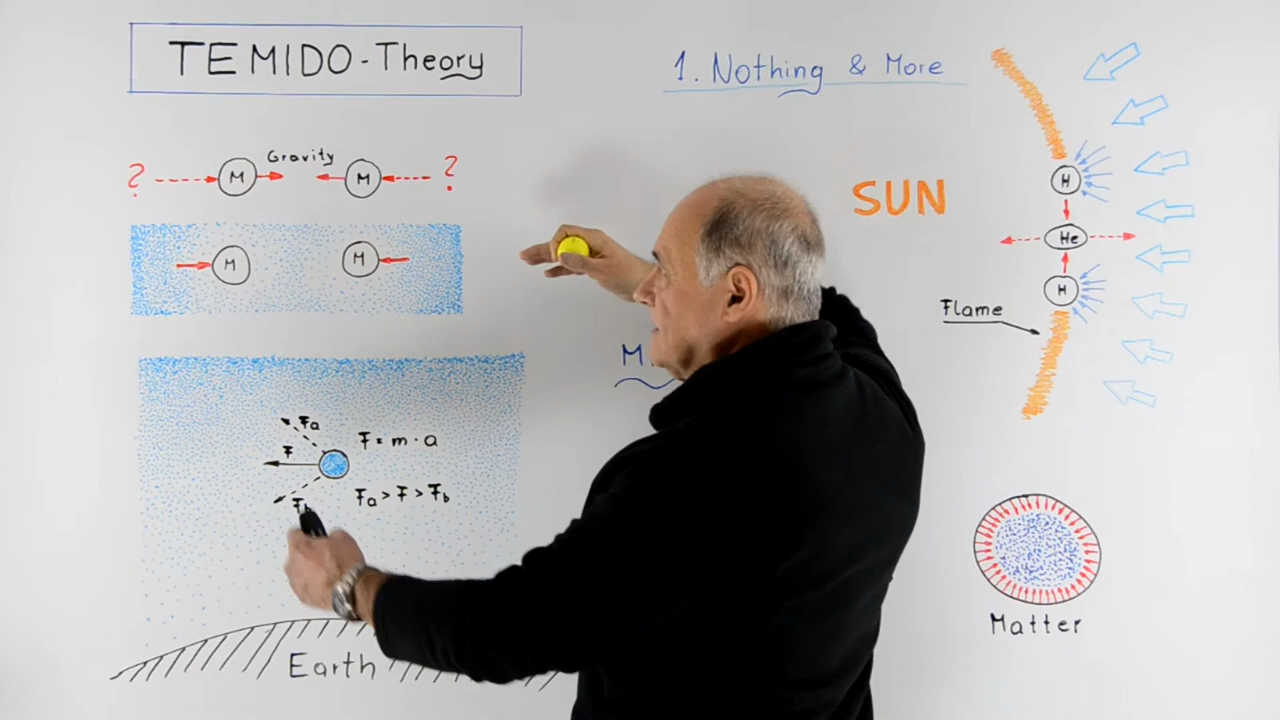 TEMIDO-Theory
1. Nothing & More
? Gravity ?
M M
M M
SUN
H
He
H
Flame
Fa
F
F = m · a
Fa > F > Fb
Earth
Matter